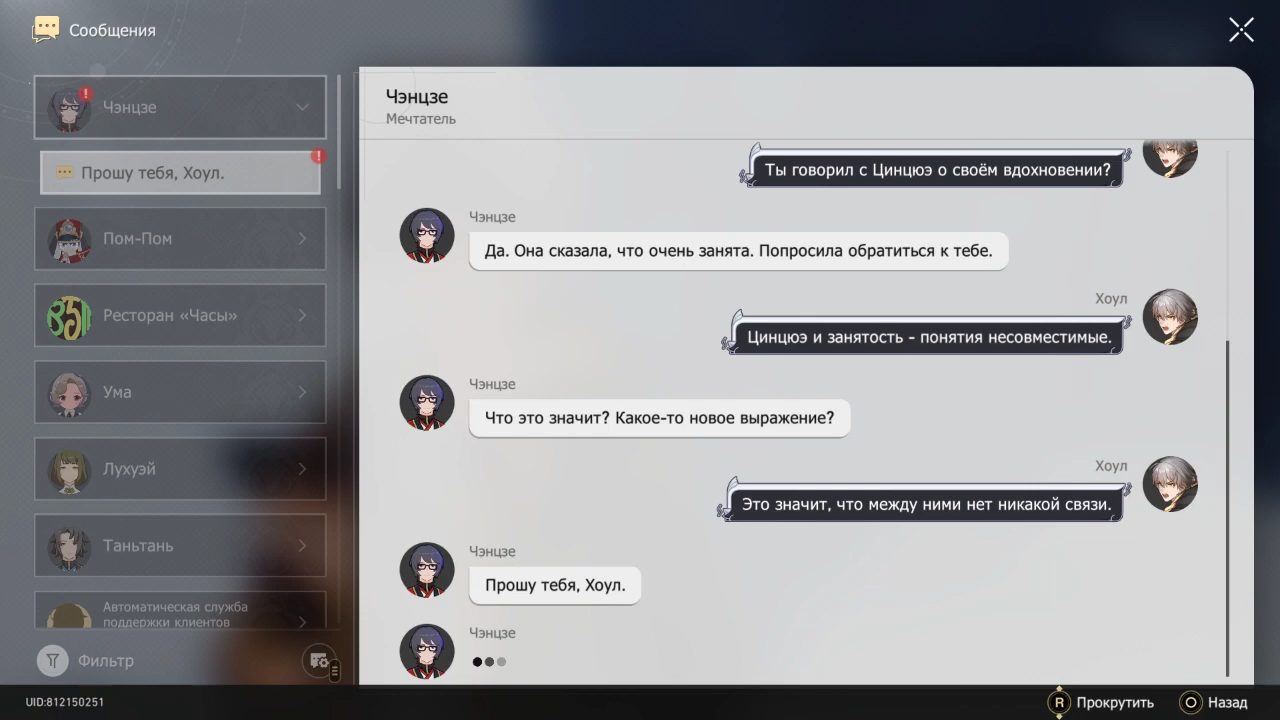 Сообщения
Чэнцзе
Прошу тебя, Хоул.
Пом-Пом
Ресторан «Часы»
Ума
Лухуэй
Таньтань
Автоматическая служба
поддержки клиентов
Фильтр
Чэнцзе
Мечтатель
Ты говорил с Цинцюэ о своём вдохновении?
Чэнцзе
Да. Она сказала, что очень занята. Попросила обратиться к тебе.
Хоул
Цинцюэ и занятость - понятия несовместимые.
Чэнцзе
Что это значит? Какое-то новое выражение?
Хоул
Это значит, что между ними нет никакой связи.
Чэнцзе
Прошу тебя, Хоул.
Чэнцзе
UID:812150251
R Прокрутить
Назад